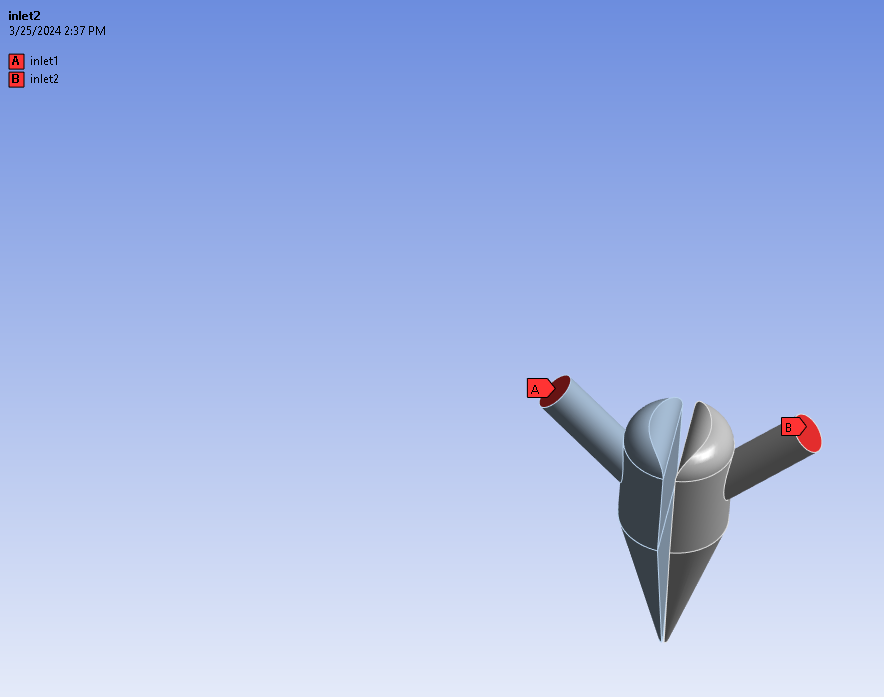 inlet2
3/25/2024 2:37 PM
A inlet1
B inlet2
A
B